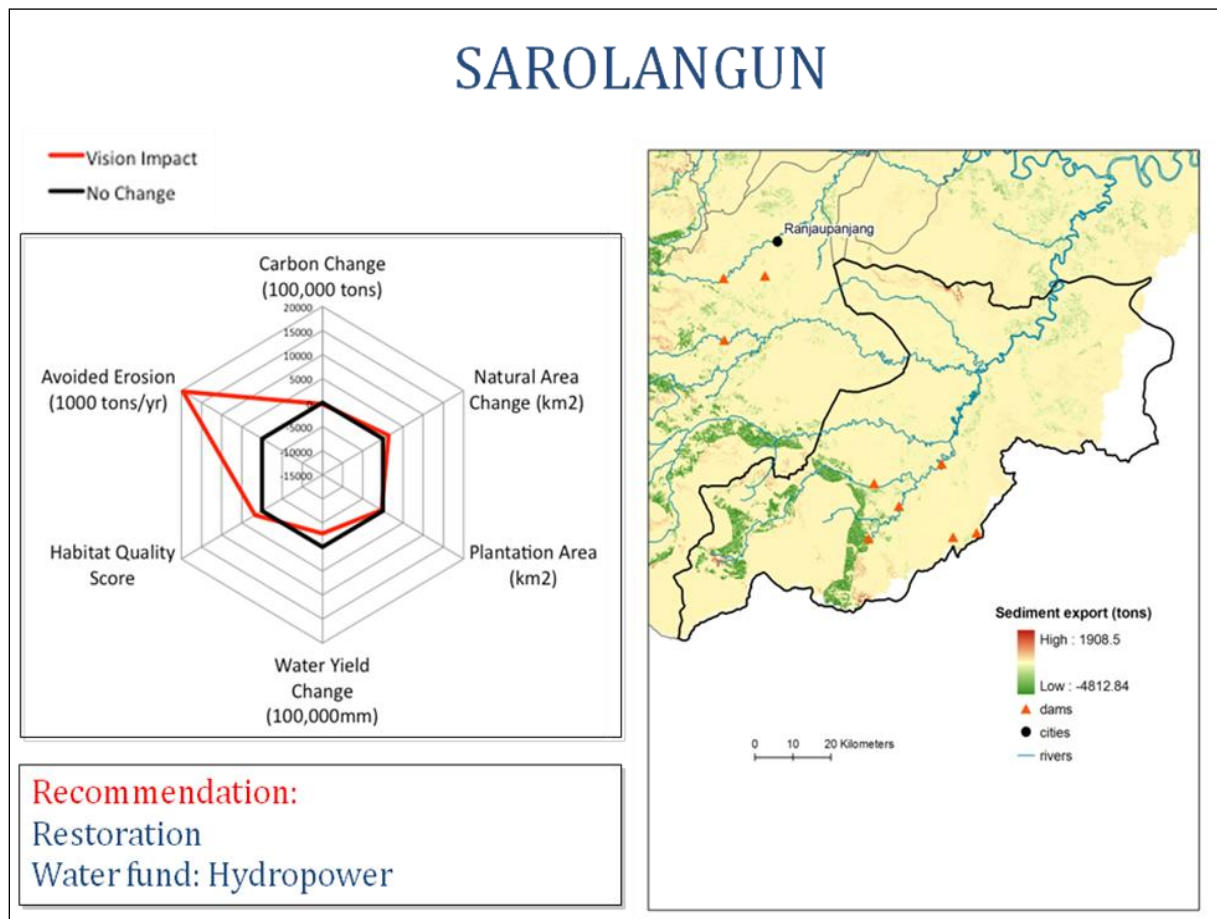 SAROLANGUN
Vision Impact
No Change
Carbon Change
(100,000 tons)
20000
15000
10000
5000
0
-5000
-10000
-15000
Natural Area
Change (km2)
Plantation Area
(km2)
Water Yield
Change
(100,000mm)
Habitat Quality
Score
Avoided Erosion
(1000 tons/yr)
Ranjaupanjang
Sediment export (tons)
High : 1908.5
Low : -4812.84
dams
cities
rivers
0 10 20 Kilometers
Recommendation:
Restoration
Water fund: Hydropower